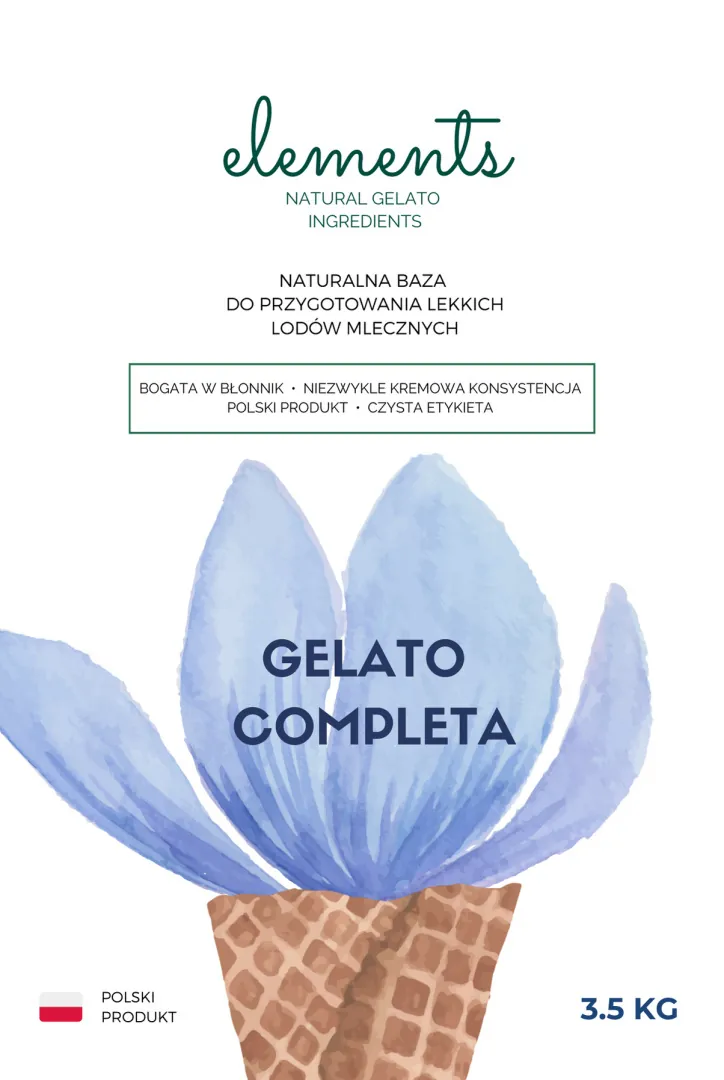 elements
NATURAL GELATO
INGREDIENTS
NATURALNA BAZA
DO PRZYGOTOWANIA LEKKICH
LODÓW MLECZNYCH
BOGATA W BŁONNIK • NIEZWYKLE KREMOWA KONSYSTENCJA
POLSKI PRODUKT • CZYSTA ETYKIETA
GELATO
COMPLETA
POLSKI
PRODUKT
3.5 KG